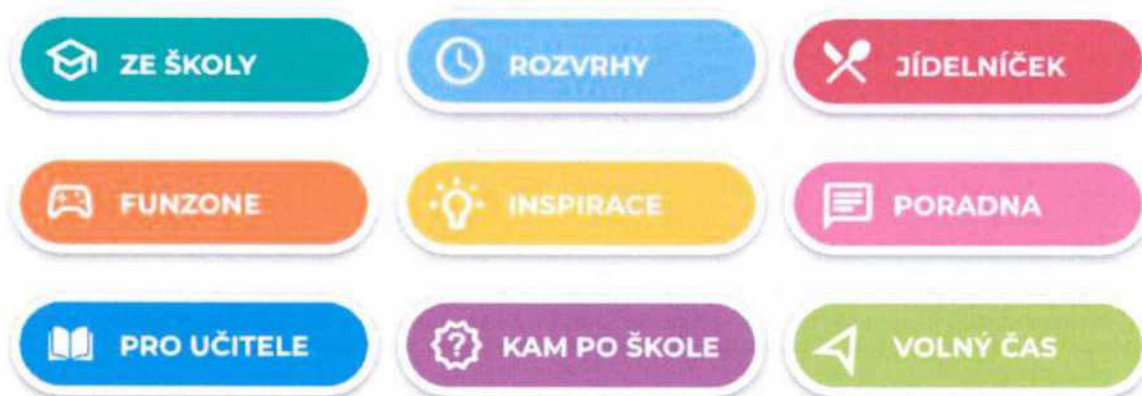 ZE ŠKOLY
ROZVRHY
JÍDELNÍČEK
FUNZONE
INSPIRACE
PORADNA
PRO UČITELE
KAM PO ŠKOLE
VOLNÝ ČAS